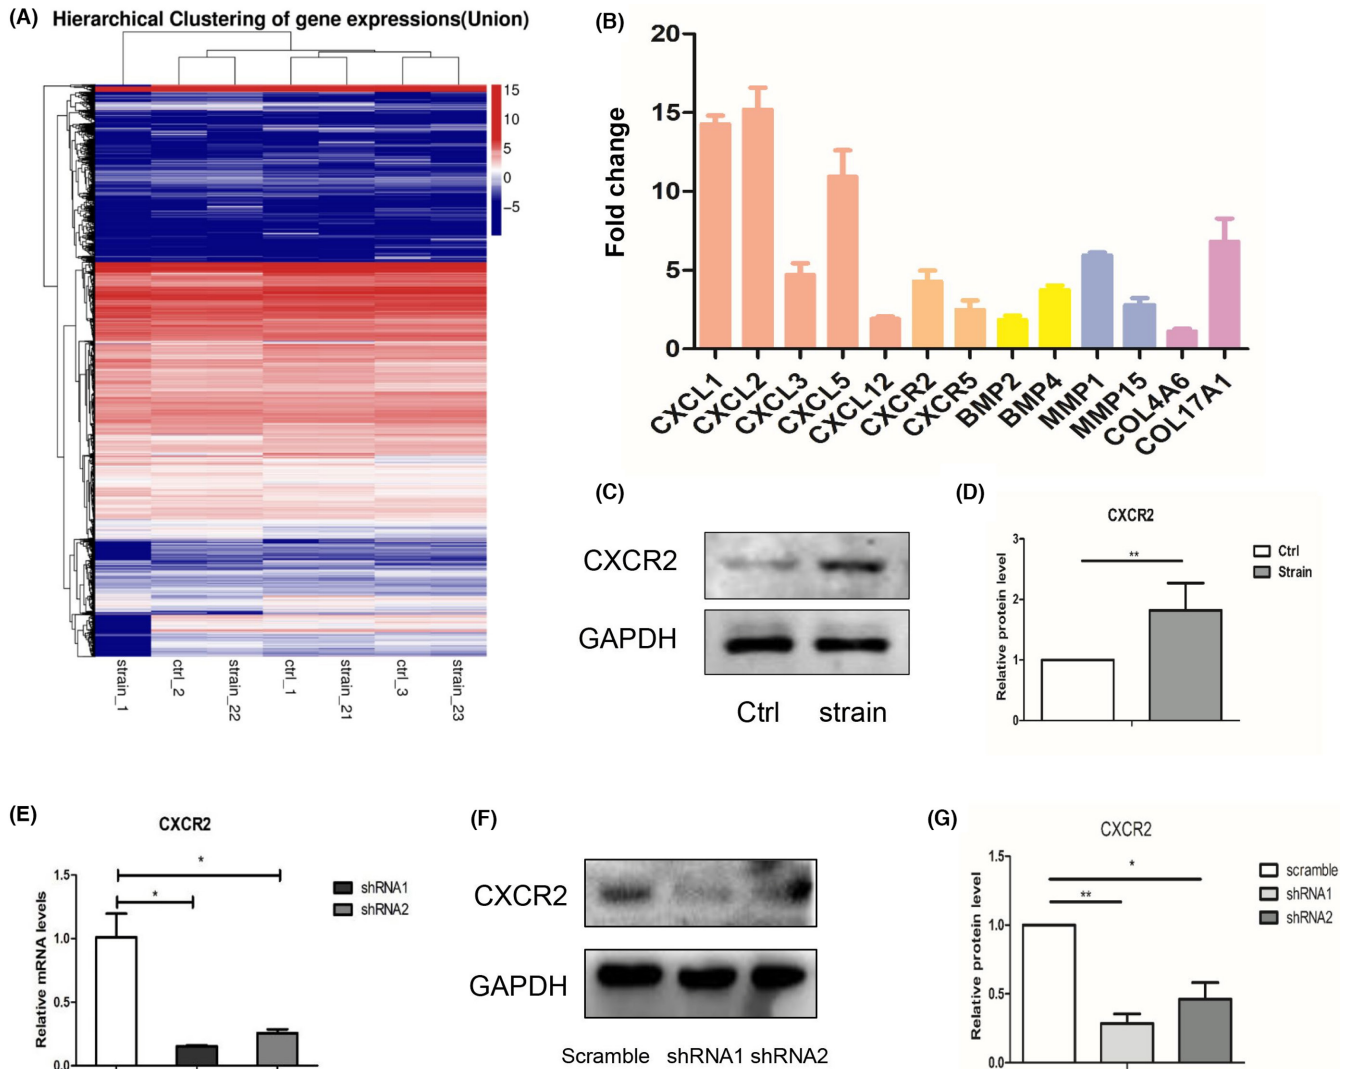 (A) Hierarchical Clustering of gene expressions(Union)
15
10
5
0
−5
strain_1
ctrl_2
strain_22
ctrl_1
strain_21
ctrl_3
strain_23
(B)
Fold change
20
15
10
5
0
CXCL1
CXCL2
CXCL3
CXCL5
CXCL12
CXCR2
CXCR5
BMP2
BMP4
MMP1
MMP15
COL4A6
COL17A1
(C)
CXCR2
GAPDH
Ctrl strain
(D)
CXCR2
Relative protein level
3
2
1
0
**
Ctrl
Strain
(E)
CXCR2
Relative mRNA levels
1.5
1.0
0.5
0.0
*
*
shRNA1
shRNA2
(F)
CXCR2
GAPDH
Scramble shRNA1 shRNA2
(G)
CXCR2
Relative protein level
1.5
1.0
0.5
0.0
*
**
scramble
shRNA1
shRNA2